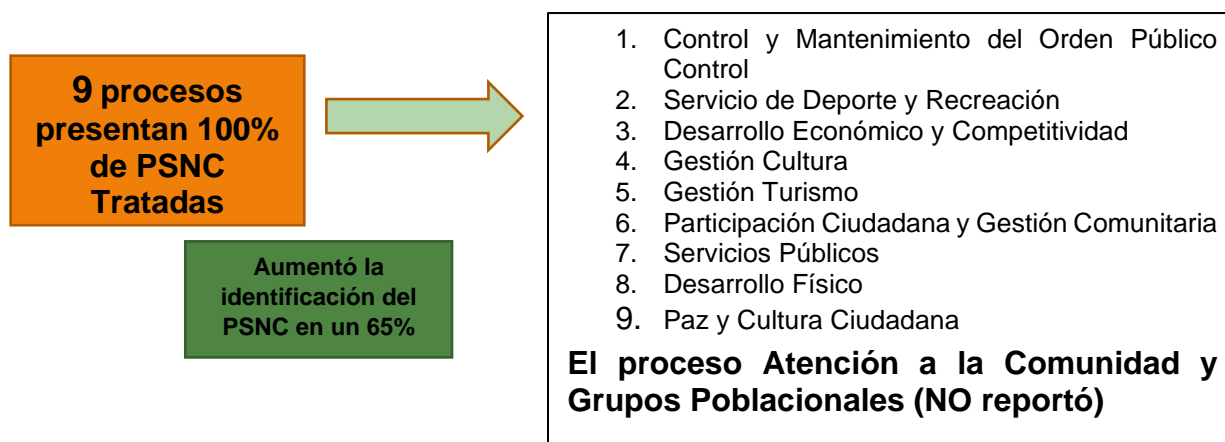 9 procesos
presentan 100%
de PSNC
Tratadas
Aumentó la
identificación del
PSNC en un 65%
1. Control y Mantenimiento del Orden Público
Control
2. Servicio de Deporte y Recreación
3. Desarrollo Económico y Competitividad
4. Gestión Cultura
5. Gestión Turismo
6. Participación Ciudadana y Gestión Comunitaria
7. Servicios Públicos
8. Desarrollo Físico
9. Paz y Cultura Ciudadana
El proceso Atención a la Comunidad y
Grupos Poblacionales (NO reportó)